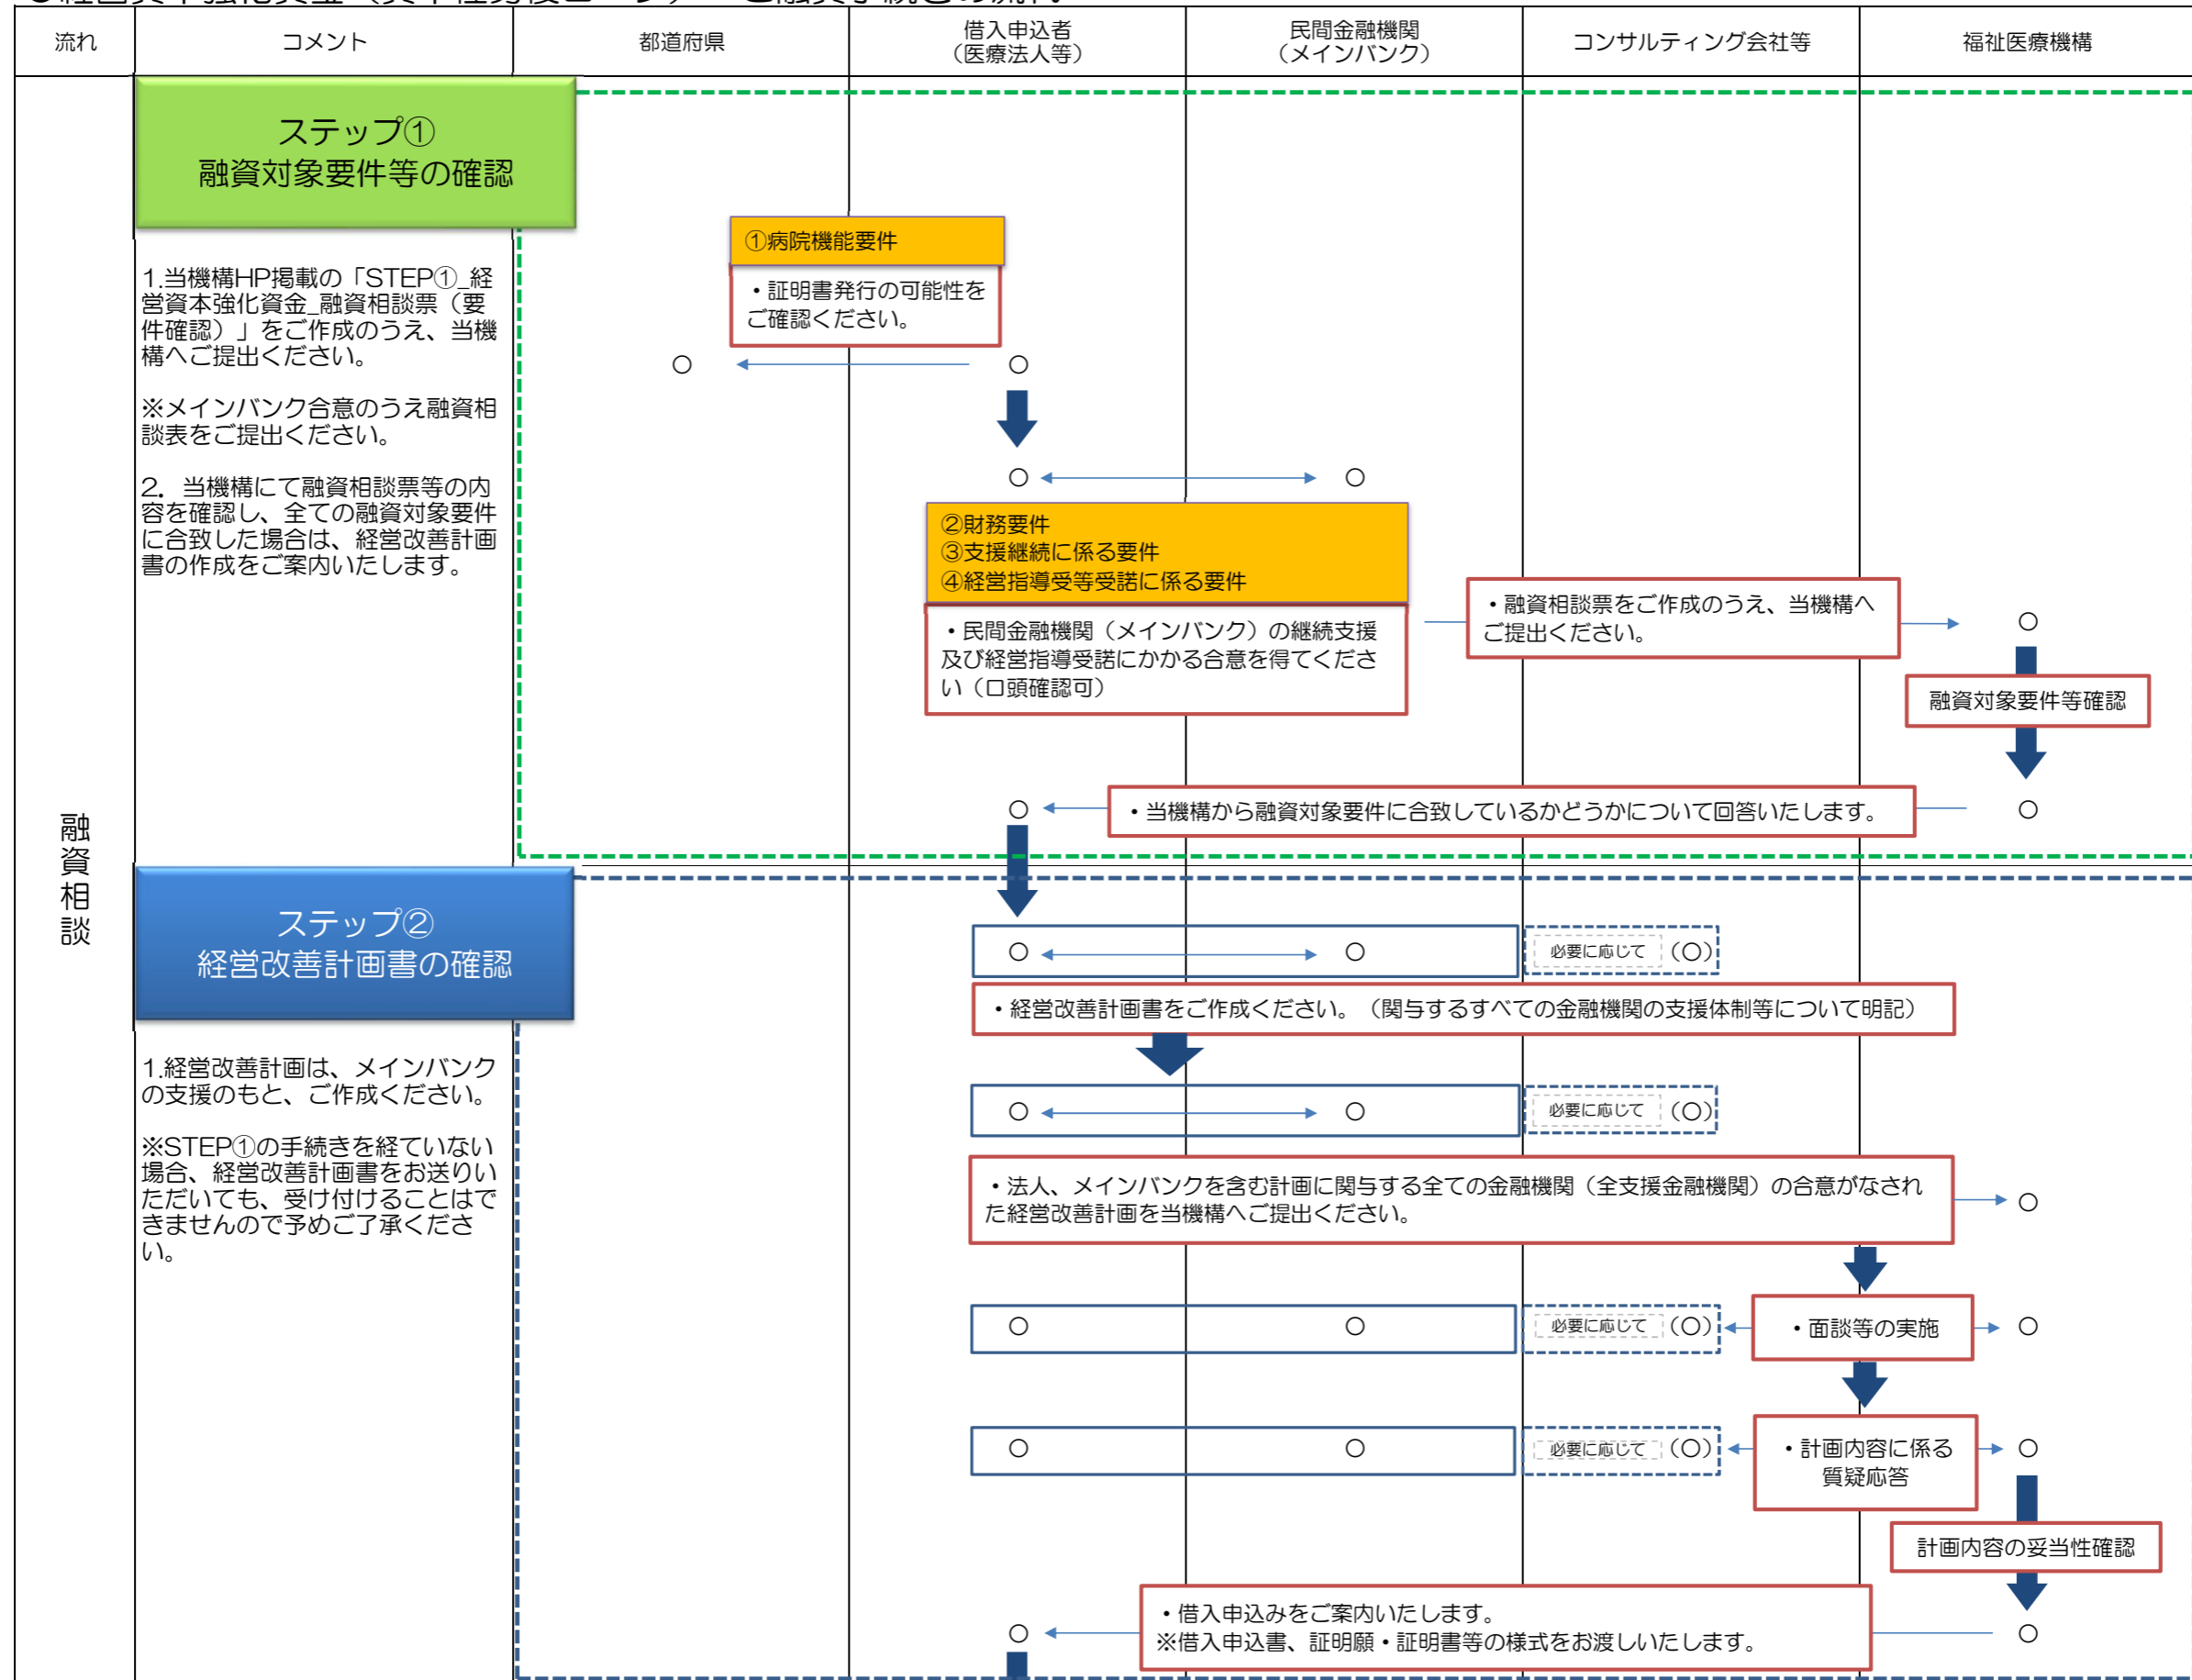 流れ
コメント
都道府県
借入申込者
（医療法人等）
民間金融機関
（メインバンク）
コンサルティング会社等
福祉医療機構
融資相談
ステップ①
融資対象要件等の確認
1.当機構HP掲載の「STEP①_経
営資本強化資金_融資相談票（要
件確認）」をご作成のうえ、当機
構へご提出ください。
※メインバンク合意のうえ融資相
談表をご提出ください。
2．当機構にて融資相談票等の内
容を確認し、全ての融資対象要件
に合致した場合は、経営改善計画
書の作成をご案内いたします。
①病院機能要件
・証明書発行の可能性を
ご確認ください。
○
○
○
○
②財務要件
③支援継続に係る要件
④経営指導受等受諾に係る要件
・民間金融機関（メインバンク）の継続支援
及び経営指導受諾にかかる合意を得てくださ
い（口頭確認可）
・融資相談票をご作成のうえ、当機構へ
ご提出ください。
○
融資対象要件等確認
○
・当機構から融資対象要件に合致しているかどうかについて回答いたします。
○
ステップ②
経営改善計画書の確認
1.経営改善計画は、メインバンク
の支援のもと、ご作成ください。
※STEP①の手続きを経ていない
場合、経営改善計画書をお送りい
ただいても、受け付けることはで
きませんので予めご了承くださ
い。
○
○
必要に応じて （○）
・経営改善計画書をご作成ください。（関与するすべての金融機関の支援体制等について明記）
○
○
必要に応じて （○）
・法人、メインバンクを含む計画に関与する全ての金融機関（全支援金融機関）の合意がなされ
た経営改善計画を当機構へご提出ください。
○
○
○
必要に応じて （○）
・面談等の実施
○
○
○
必要に応じて （○）
・計画内容に係る
質疑応答
○
計画内容の妥当性確認
○
・借入申込みをご案内いたします。
※借入申込書、証明願・証明書等の様式をお渡しいたします。
○